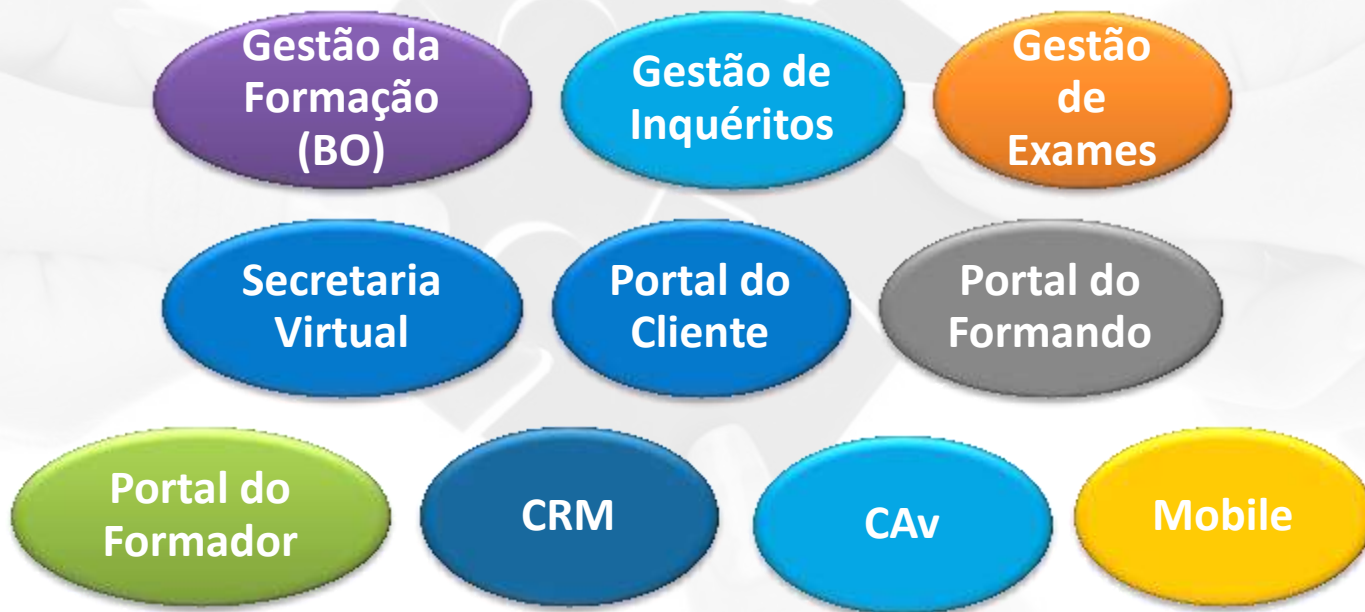 Gestão da
Formação
(BO)
Gestão de
Inquéritos
Gestão
de
Exames
Secretaria
Virtual
Portal do
Cliente
Portal do
Formando
Portal do
Formador
CRM
CAv
Mobile